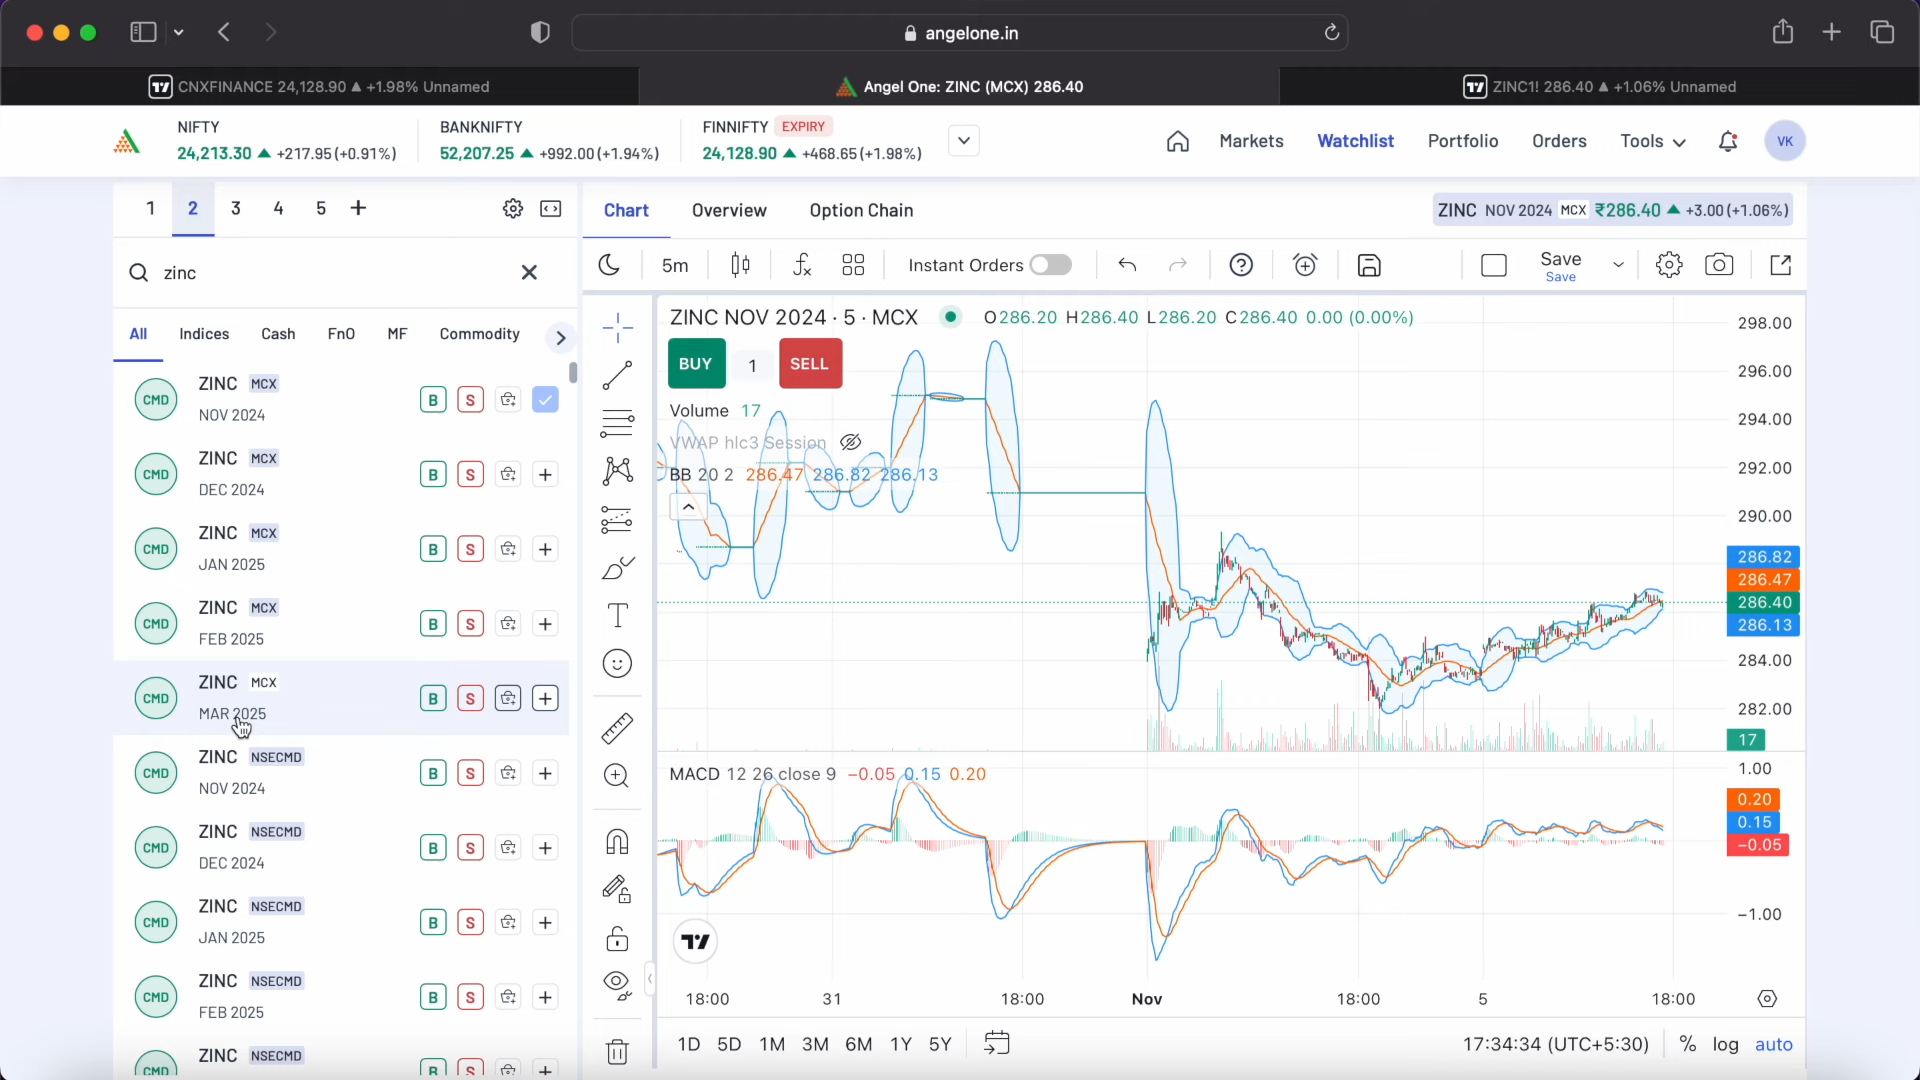 angelone.in
CNXFINANCE 24,128.90 ▲ +1.98% Unnamed
Angel One: ZINC (MCX) 286.40
ZINC1! 286.40 ▲ +1.06% Unnamed
NIFTY
24,213.30 ▲ +217.95(+0.91%)
BANKNIFTY
52,207.25 ▲ +992.00(+1.94%)
FINNIFTY EXPIRY
24,128.90 ▲ +468.65(+1.98%)
Markets
Watchlist
Portfolio
Orders
Tools
VK
1 2 3 4 5 +
zinc
All Indices Cash FnO MF Commodity
CMD ZINC MCX B S
NOV 2024
CMD ZINC MCX B S +
DEC 2024
CMD ZINC MCX B S +
JAN 2025
CMD ZINC MCX B S +
FEB 2025
CMD ZINC MCX B S +
MAR 2025
CMD ZINC NSECMD B S +
NOV 2024
CMD ZINC NSECMD B S +
DEC 2024
CMD ZINC NSECMD B S +
JAN 2025
CMD ZINC NSECMD B S +
FEB 2025
CMD ZINC NSECMD B S +
Chart Overview Option Chain
ZINC NOV 2024 MCX ₹286.40 ▲ +3.00(+1.06%)
5m
Instant Orders
Save
Save
ZINC NOV 2024 · 5 · MCX O286.20 H286.40 L286.20 C286.40 0.00 (0.00%)
BUY 1 SELL
Volume 17
VWAP hlc3 Session
BB 20 2 286.47 286.82 286.13
298.00
296.00
294.00
292.00
290.00
286.82
286.47
286.40
286.13
284.00
282.00
17
MACD 12 26 close 9 −0.05 0.15 0.20
1.00
0.20
0.15
−0.05
−1.00
18:00 31 18:00 Nov 18:00 5 18:00
1D 5D 1M 3M 6M 1Y 5Y
17:34:34 (UTC+5:30) % log auto